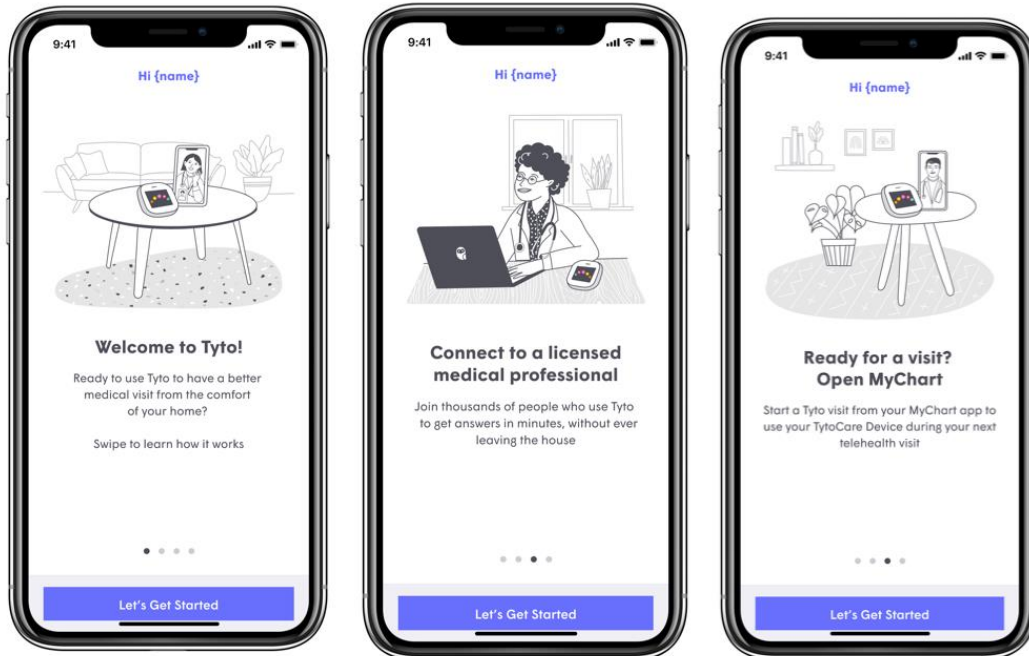 9:41
Hi {name}
Welcome to Tyto!
Ready to use Tyto to have a better
medical visit from the comfort
of your home?
Swipe to learn how it works
Let's Get Started
9:41
Hi {name}
Connect to a licensed
medical professional
Join thousands of people who use Tyto
to get answers in minutes, without ever
leaving the house
Let's Get Started
9:41
Hi {name}
Ready for a visit?
Open MyChart
Start a Tyto visit from your MyChart app to
use your TytoCare Device during your next
telehealth visit
Let's Get Started